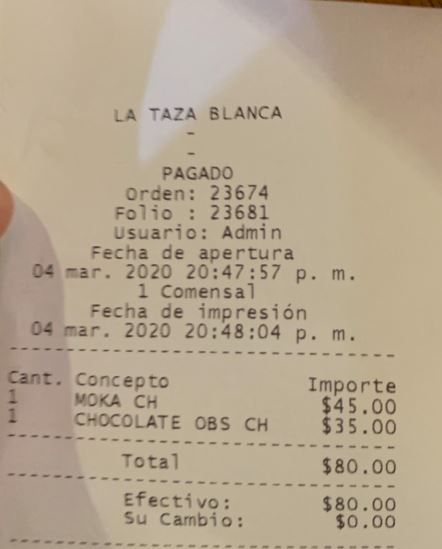 LA TAZA BLANCA
-
-
PAGADO
Orden: 23674
Folio : 23681
Usuario: Admin
Fecha de apertura
04 mar. 2020 20:47:57 p. m.
1 Comensal
Fecha de impresión
04 mar. 2020 20:48:04 p. m.
Cant. Concepto Importe
1 MOKA CH $45.00
1 CHOCOLATE OBS CH $35.00
Total $80.00
Efectivo: $80.00
Su Cambio: $0.00